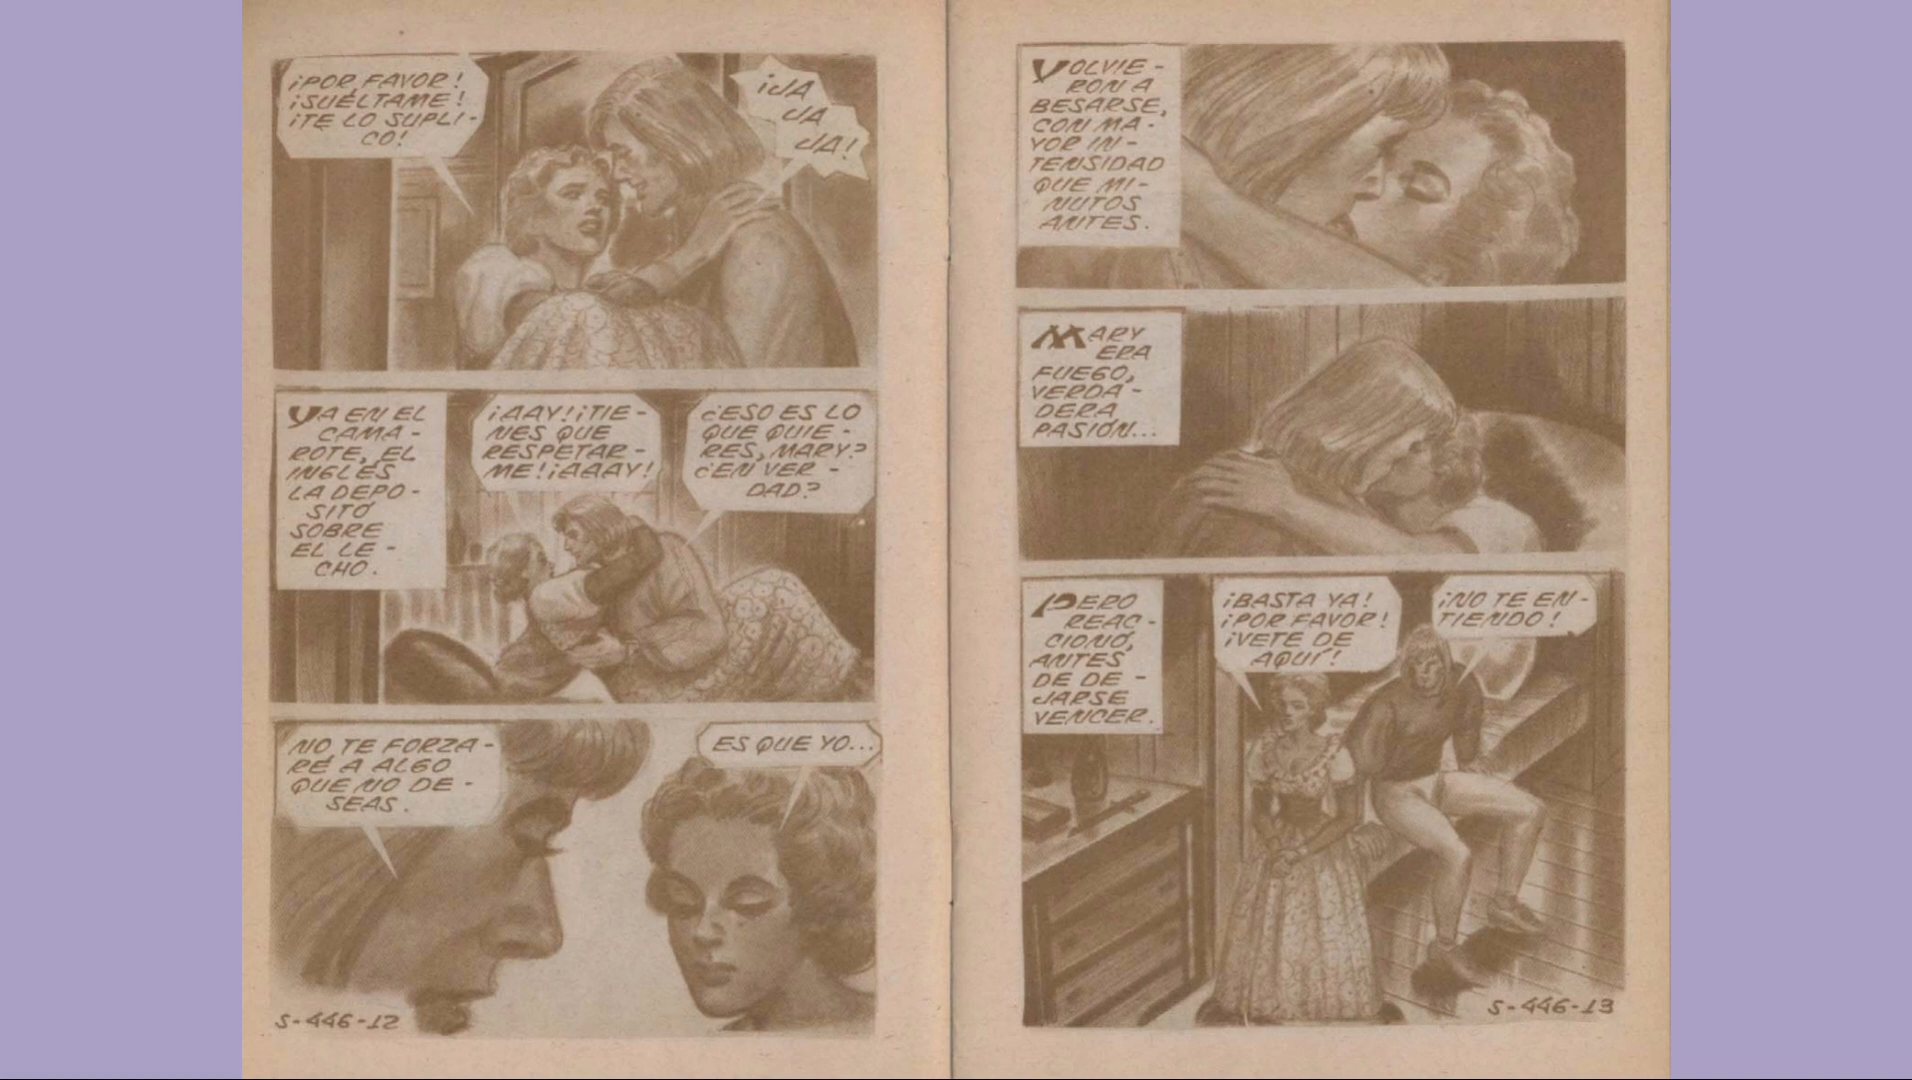 ¡POR FAVOR!
¡SUÉLTAME!
¡TE LO SUPLI-
CO!
¡JA
JA
JA!
YA EN EL
CAMA-
ROTE, EL
INGLÉS
LA DEPO-
SITÓ
SOBRE
EL LE-
CHO.
¡AAY! ¡TIE-
NES QUE
RESPETAR-
ME! ¡AAAY!
¿ESO ES LO
QUE QUIE-
RES, MARY?
¿EN VER-
DAD?
NO TE FORZA-
RÉ A ALGO
QUE NO DE-
SEAS.
ES QUE YO...
S-446-12
VOLVIE-
RON A
BESARSE,
CON MA-
YOR IN-
TENSIDAD
QUE MI-
NUTOS
ANTES.
MARY
ERA
FUEGO,
VERDA-
DERA
PASIÓN...
PERO
REAC-
CIONÓ,
ANTES
DE DE-
JARSE
VENCER.
¡BASTA YA!
¡POR FAVOR!
¡VETE DE
AQUÍ!
¡NO TE EN-
TIENDO!
S-446-13